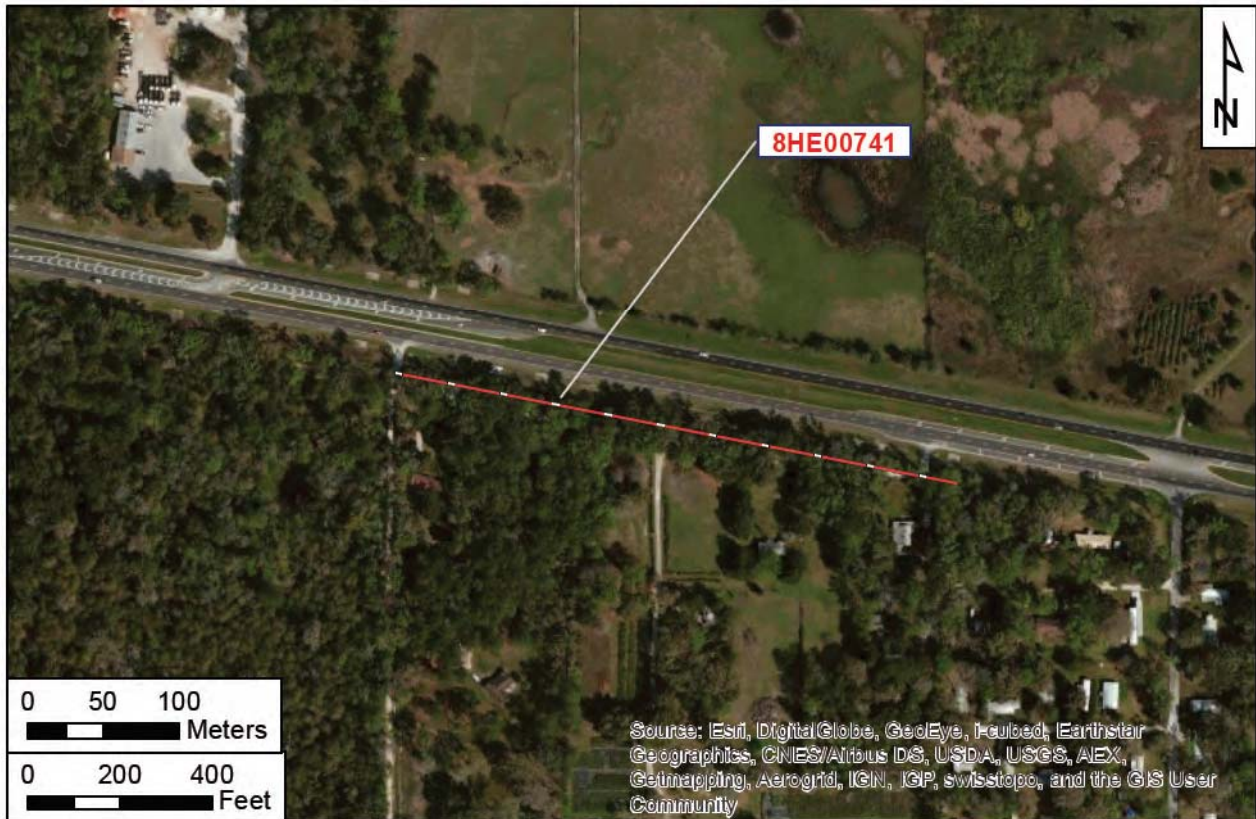 N
8HE00741
0 50 100
Meters
0 200 400
Feet
Source: Esri, DigitalGlobe, GeoEye, i-cubed, Earthstar
Geographics, CNES/Airbus DS, USDA, USGS, AEX,
Getmapping, Aerogrid, IGN, IGP, swisstopo, and the GIS User
Community